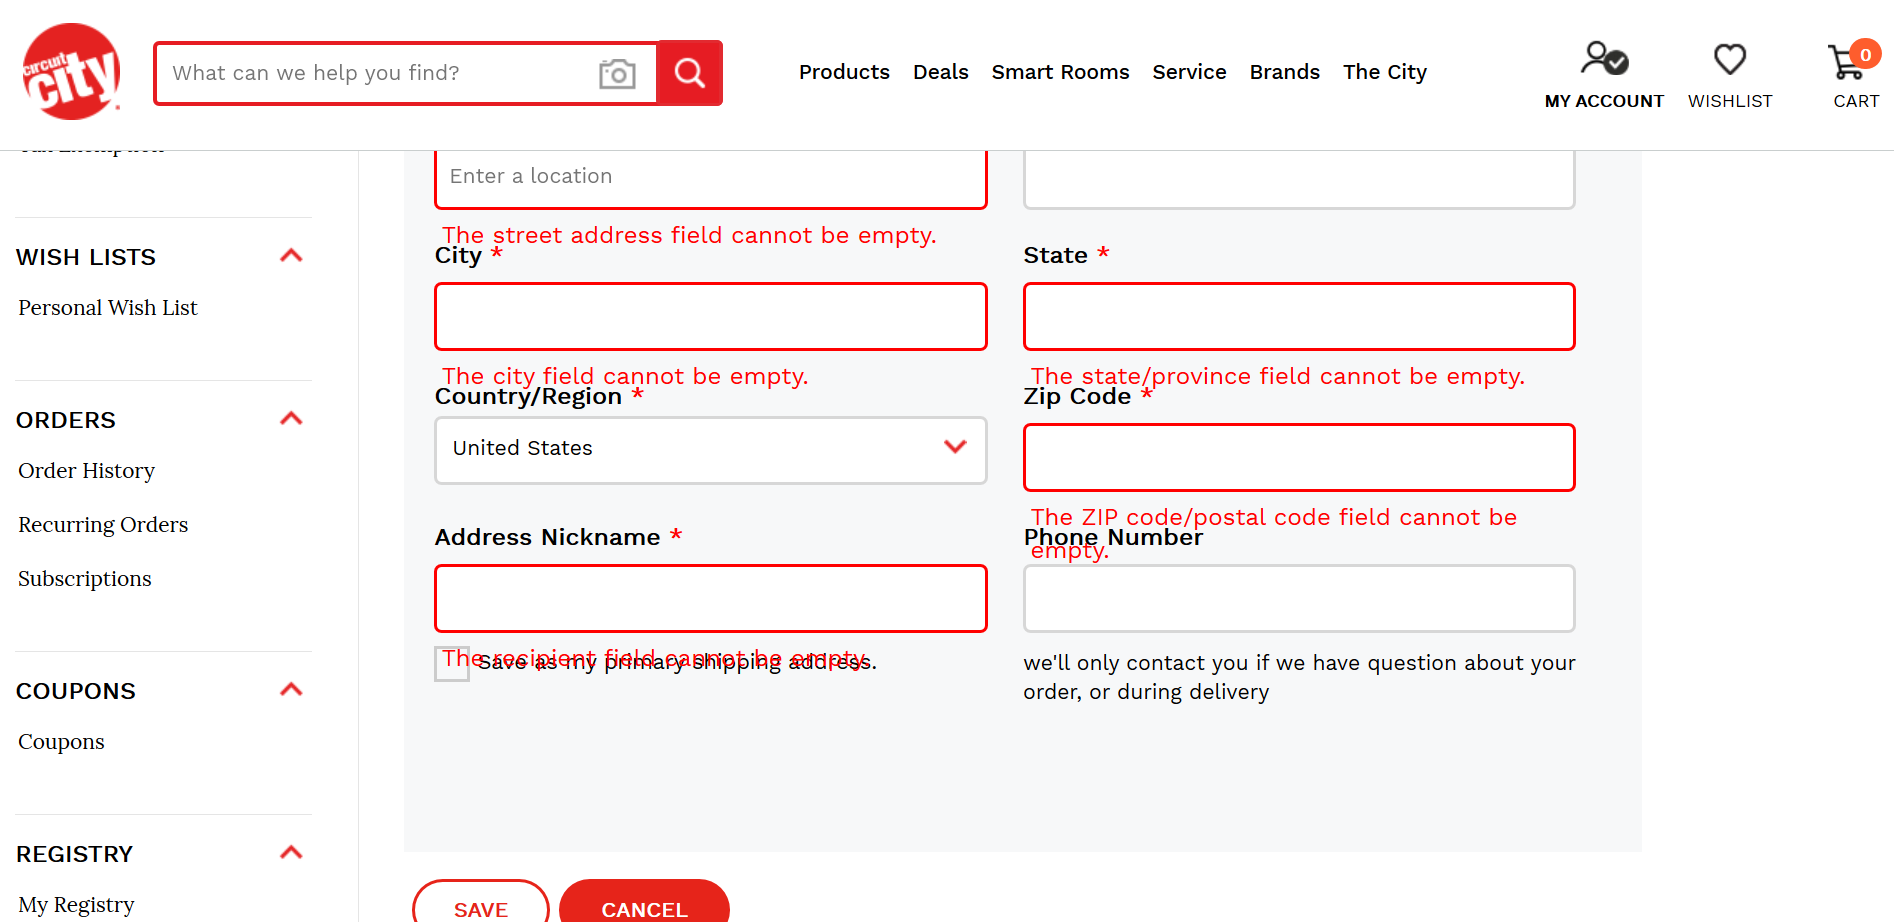 circuit
city
What can we help you find?
Products Deals Smart Rooms Service Brands The City
0
MY ACCOUNT WISHLIST CART
Tax Exemption
WISH LISTS
Personal Wish List
ORDERS
Order History
Recurring Orders
Subscriptions
COUPONS
Coupons
REGISTRY
My Registry
Enter a location
The street address field cannot be empty.
City *
State *
The city field cannot be empty.
The state/province field cannot be empty.
Country/Region *
Zip Code *
United States
The ZIP code/postal code field cannot be
empty.
Address Nickname *
Phone Number
The recipient field cannot be empty.
Save as my primary shipping address.
we'll only contact you if we have question about your
order, or during delivery
SAVE CANCEL